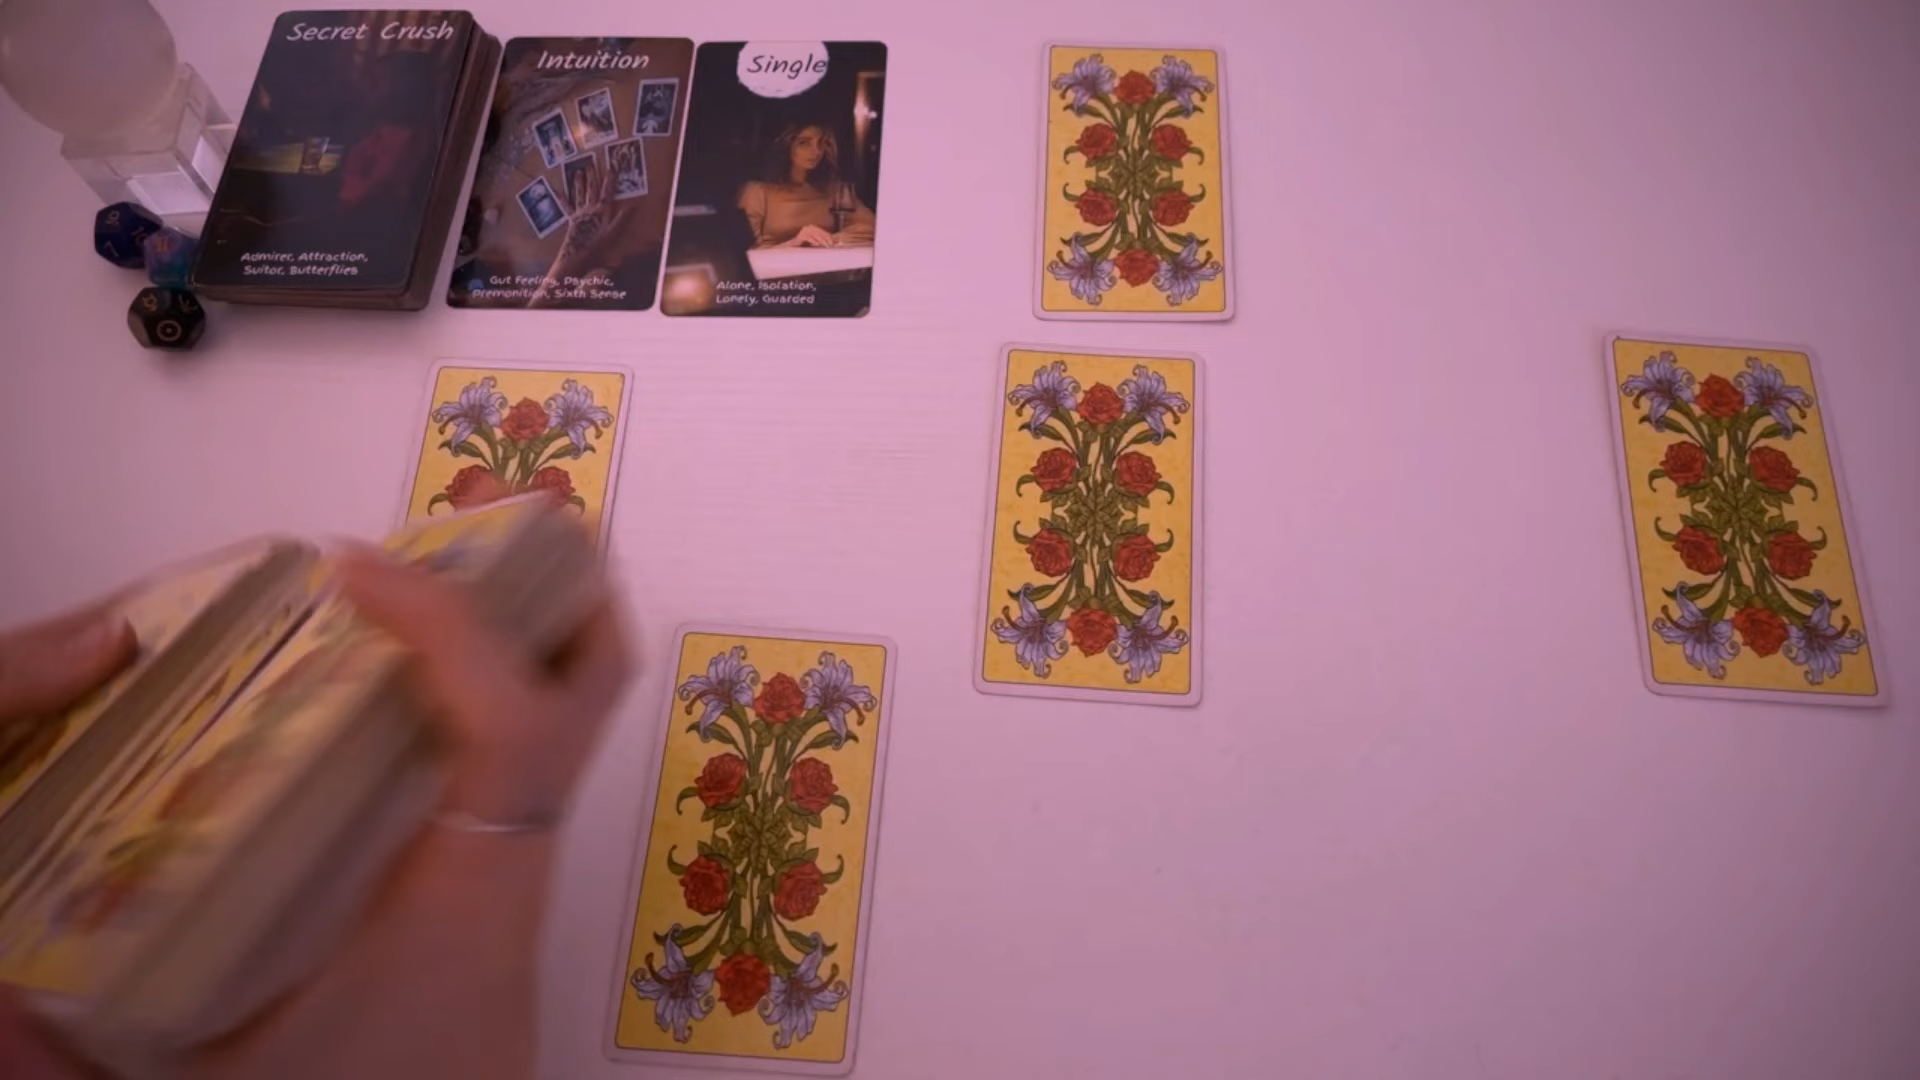 Secret Crush
Admirer, Attraction,
Suitor, Butterflies
Intuition
Gut Feeling, Psychic,
Premonition, Sixth Sense
Single
Alone, Isolation,
Lonely, Guarded